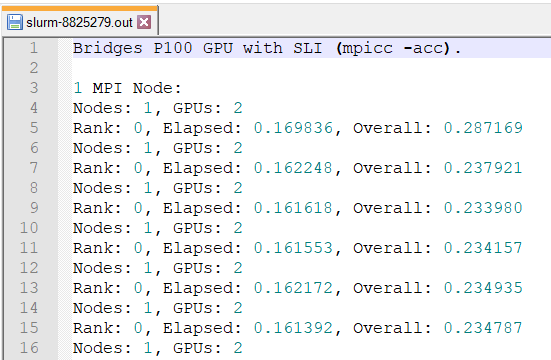 slurm-8825279.out
1 Bridges P100 GPU with SLI (mpicc -acc).
2
3 1 MPI Node:
4 Nodes: 1, GPUs: 2
5 Rank: 0, Elapsed: 0.169836, Overall: 0.287169
6 Nodes: 1, GPUs: 2
7 Rank: 0, Elapsed: 0.162248, Overall: 0.237921
8 Nodes: 1, GPUs: 2
9 Rank: 0, Elapsed: 0.161618, Overall: 0.233980
10 Nodes: 1, GPUs: 2
11 Rank: 0, Elapsed: 0.161553, Overall: 0.234157
12 Nodes: 1, GPUs: 2
13 Rank: 0, Elapsed: 0.162172, Overall: 0.234935
14 Nodes: 1, GPUs: 2
15 Rank: 0, Elapsed: 0.161392, Overall: 0.234787
16 Nodes: 1, GPUs: 2